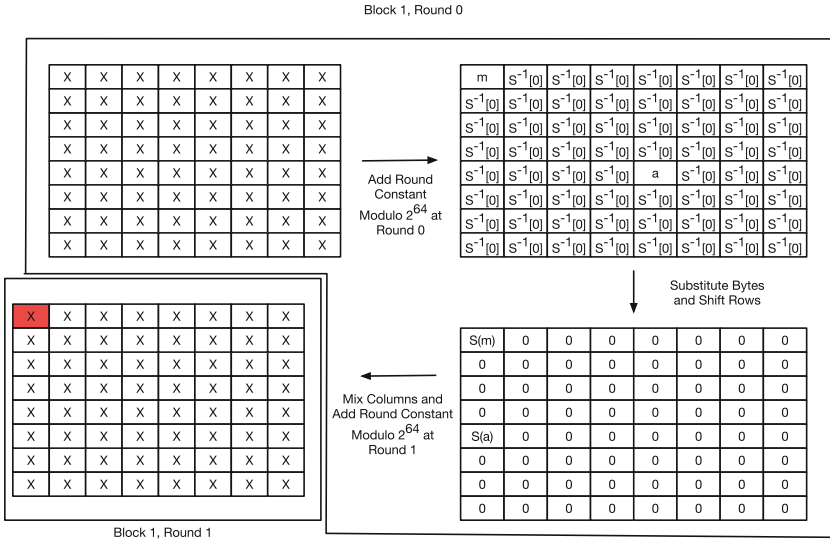 Block 1, Round 0
X X X X X X X X
X X X X X X X X
X X X X X X X X
X X X X X X X X
X X X X X X X X
X X X X X X X X
X X X X X X X X
X X X X X X X X
Add Round
Constant
Modulo 2^64 at
Round 0
m S^-1[0] S^-1[0] S^-1[0] S^-1[0] S^-1[0] S^-1[0] S^-1[0]
S^-1[0] S^-1[0] S^-1[0] S^-1[0] S^-1[0] S^-1[0] S^-1[0] S^-1[0]
S^-1[0] S^-1[0] S^-1[0] S^-1[0] S^-1[0] S^-1[0] S^-1[0] S^-1[0]
S^-1[0] S^-1[0] S^-1[0] S^-1[0] S^-1[0] S^-1[0] S^-1[0] S^-1[0]
S^-1[0] S^-1[0] S^-1[0] S^-1[0] a S^-1[0] S^-1[0] S^-1[0]
S^-1[0] S^-1[0] S^-1[0] S^-1[0] S^-1[0] S^-1[0] S^-1[0] S^-1[0]
S^-1[0] S^-1[0] S^-1[0] S^-1[0] S^-1[0] S^-1[0] S^-1[0] S^-1[0]
S^-1[0] S^-1[0] S^-1[0] S^-1[0] S^-1[0] S^-1[0] S^-1[0] S^-1[0]
Substitute Bytes
and Shift Rows
S(m) 0 0 0 0 0 0 0
0 0 0 0 0 0 0 0
0 0 0 0 0 0 0 0
0 0 0 0 0 0 0 0
S(a) 0 0 0 0 0 0 0
0 0 0 0 0 0 0 0
0 0 0 0 0 0 0 0
0 0 0 0 0 0 0 0
Mix Columns and
Add Round Constant
Modulo 2^64 at
Round 1
X X X X X X X X
X X X X X X X X
X X X X X X X X
X X X X X X X X
X X X X X X X X
X X X X X X X X
X X X X X X X X
X X X X X X X X
Block 1, Round 1